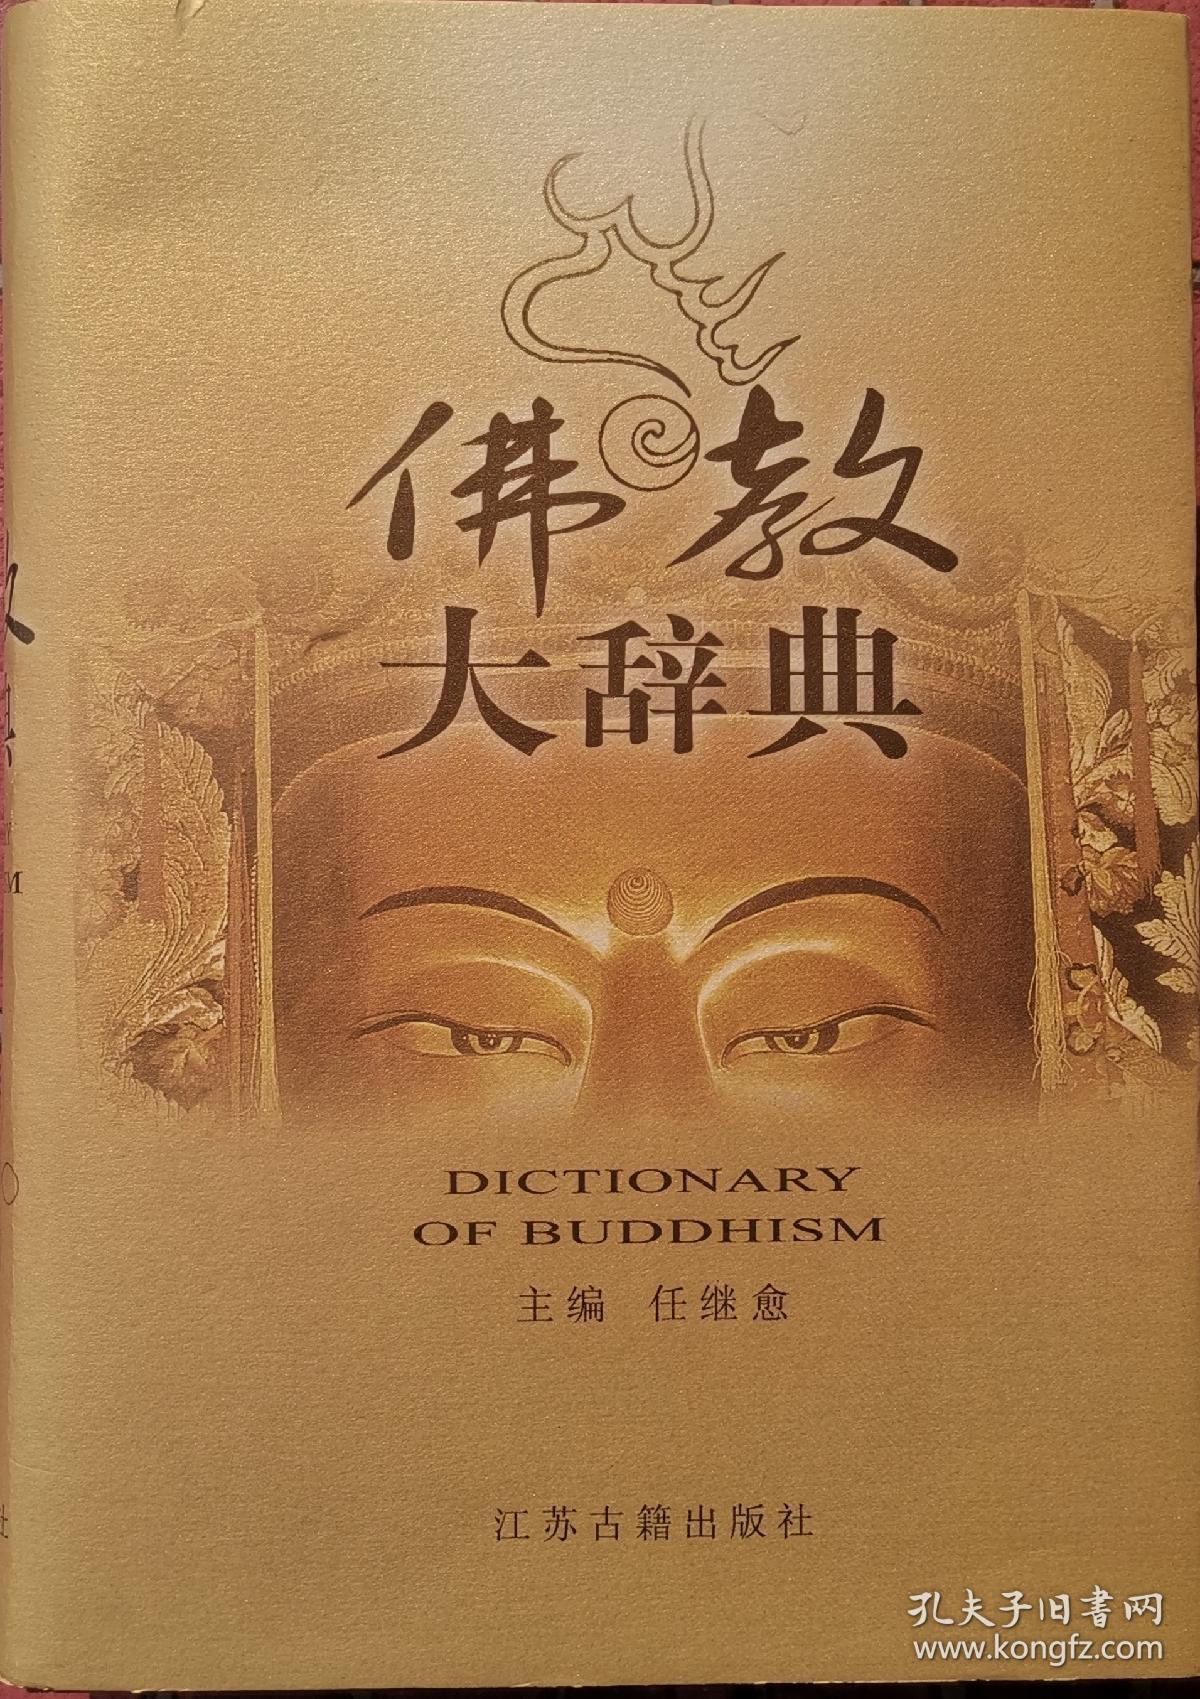 佛教
大辞典
DICTIONARY
OF BUDDHISM
主编 任继愈
江苏古籍出版社
孔夫子旧書网
www.kongfz.com